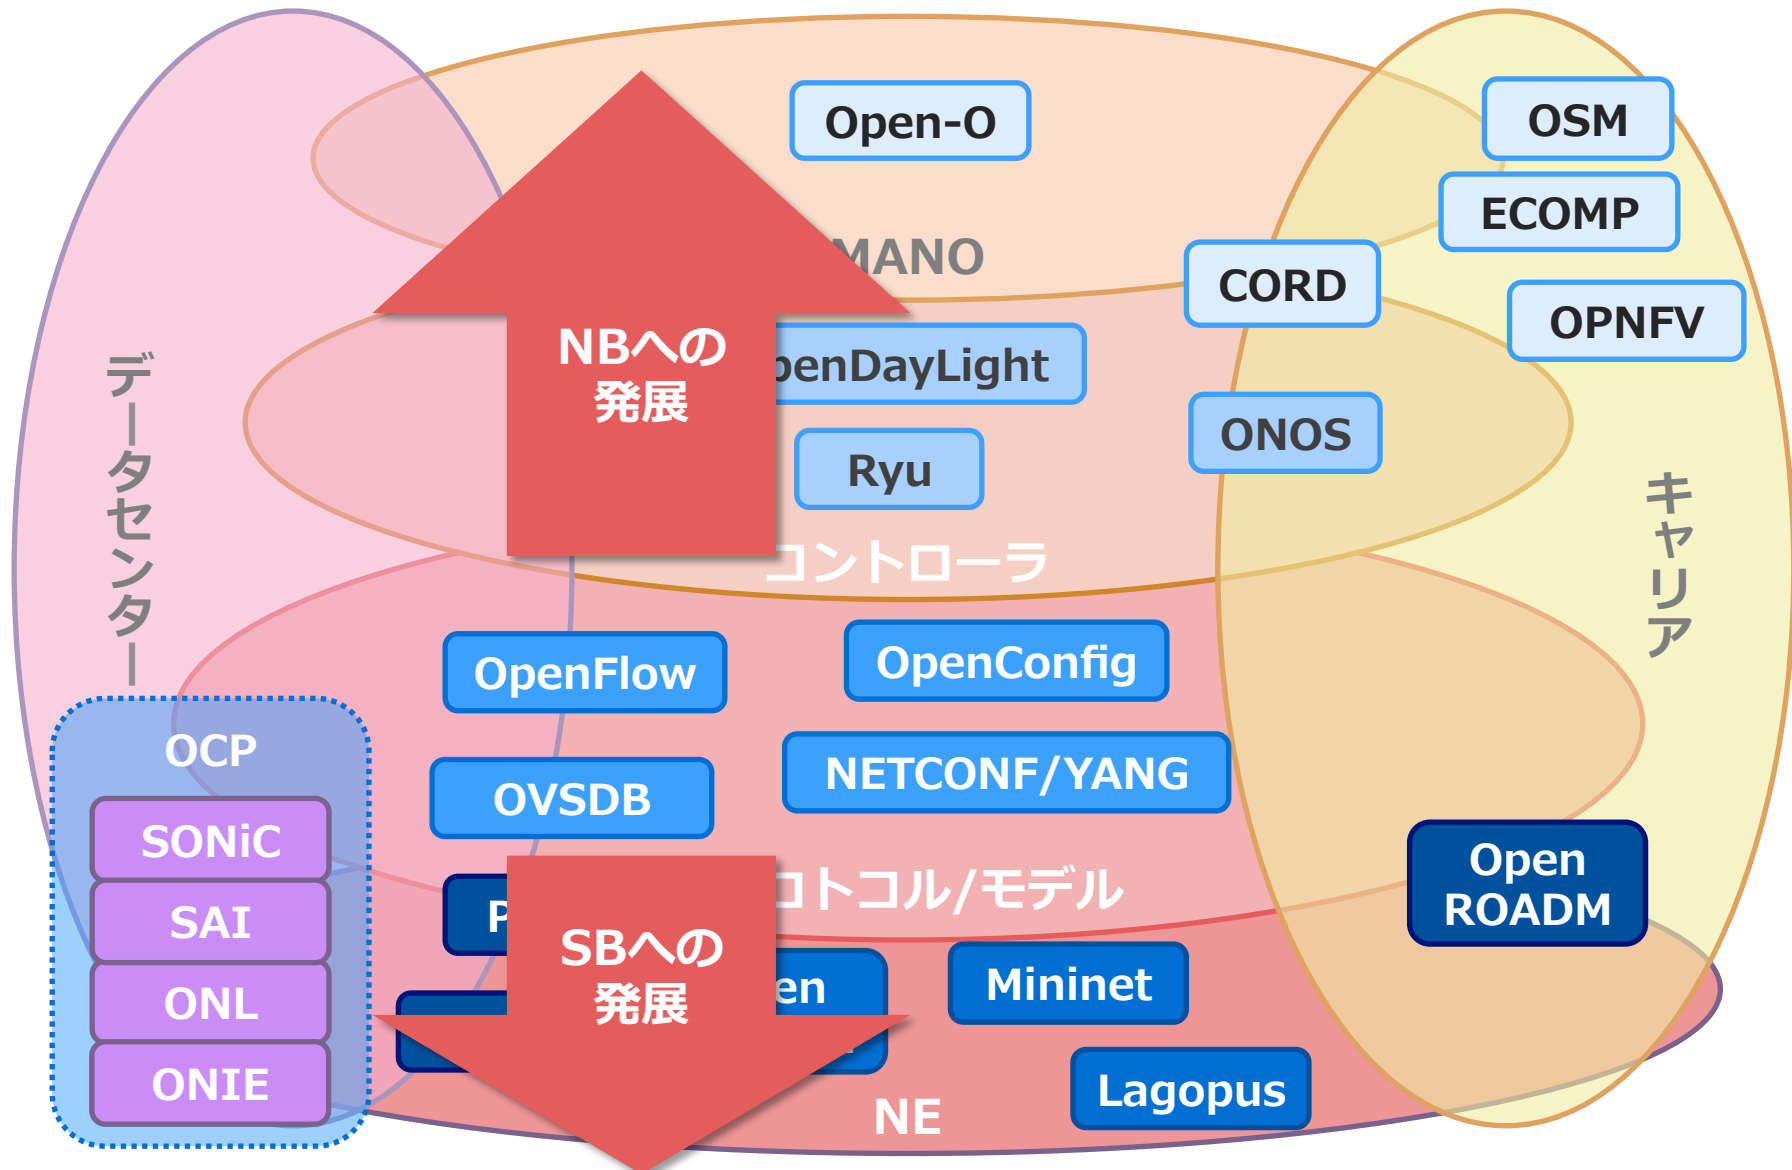 Open-O
OSM
ECOMP
MANO
CORD
OPNFV
NBへの
発展
penDayLight
ONOS
Ryu
データセンター
キャリア
コントローラ
OpenFlow
OpenConfig
OCP
NETCONF/YANG
OVSDB
SONiC
Open
ROADM
コトコル/モデル
SAI
P
SBへの
発展
en
Mininet
ONL
ONIE
Lagopus
NE